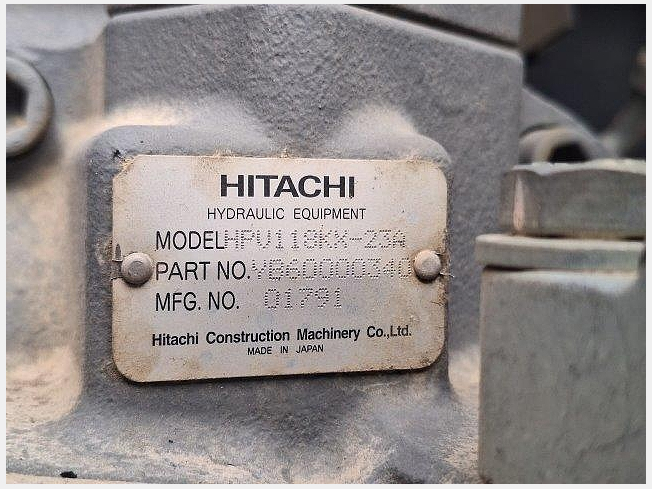 HITACHI
HYDRAULIC EQUIPMENT
MODEL HPV118KX-23A
PART NO. YB60000340
MFG. NO. 01791
Hitachi Construction Machinery Co.,Ltd.
MADE IN JAPAN